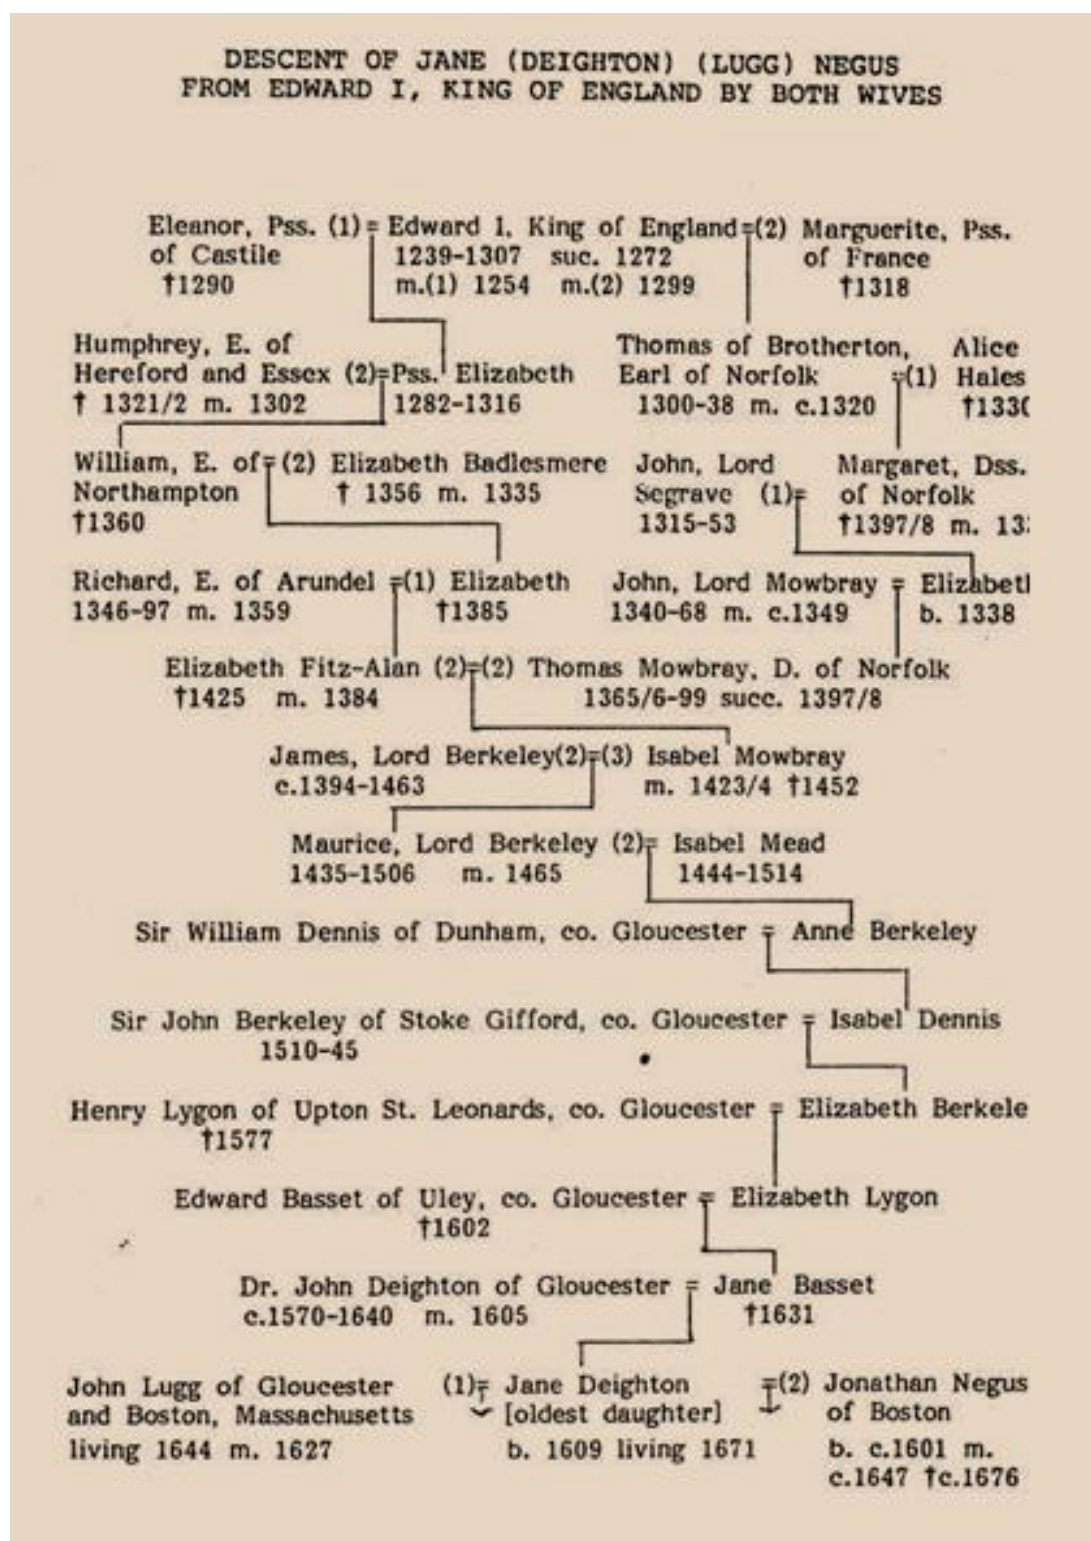 DESCENT OF JANE (DEIGHTON) (LUGG) NEGUS
FROM EDWARD I, KING OF ENGLAND BY BOTH WIVES
Eleanor, Pss. (1) = Edward I, King of England =(2) Marguerite, Pss.
of Castile 1239-1307 suc. 1272 of France
†1290 m.(1) 1254 m.(2) 1299 †1318
Humphrey, E. of Thomas of Brotherton, Alice
Hereford and Essex (2)=Pss. Elizabeth Earl of Norfolk =(1) Hales
† 1321/2 m. 1302 1282-1316 1300-38 m. c.1320 †1330
William, E. of = (2) Elizabeth Badlesmere John, Lord Margaret, Dss.
Northampton † 1356 m. 1335 Segrave (1)= of Norfolk
†1360 1315-53 †1397/8 m.
Richard, E. of Arundel =(1) Elizabeth John, Lord Mowbray = Elizabeth
1346-97 m. 1359 †1385 1340-68 m. c.1349 b. 1338
Elizabeth Fitz-Alan (2)=(2) Thomas Mowbray, D. of Norfolk
†1425 m. 1384 1365/6-99 succ. 1397/8
James, Lord Berkeley(2)=(3) Isabel Mowbray
c.1394-1463 m. 1423/4 †1452
Maurice, Lord Berkeley (2)= Isabel Mead
1435-1506 m. 1465 1444-1514
Sir William Dennis of Dunham, co. Gloucester = Anne Berkeley
Sir John Berkeley of Stoke Gifford, co. Gloucester = Isabel Dennis
1510-45
Henry Lygon of Upton St. Leonards, co. Gloucester = Elizabeth Berkele
†1577
Edward Basset of Uley, co. Gloucester = Elizabeth Lygon
†1602
Dr. John Deighton of Gloucester = Jane Basset
c.1570-1640 m. 1605 †1631
John Lugg of Gloucester (1)= Jane Deighton =(2) Jonathan Negus
and Boston, Massachusetts [oldest daughter] of Boston
living 1644 m. 1627 b. 1609 living 1671 b. c.1601 m.
c.1647 †c.1676